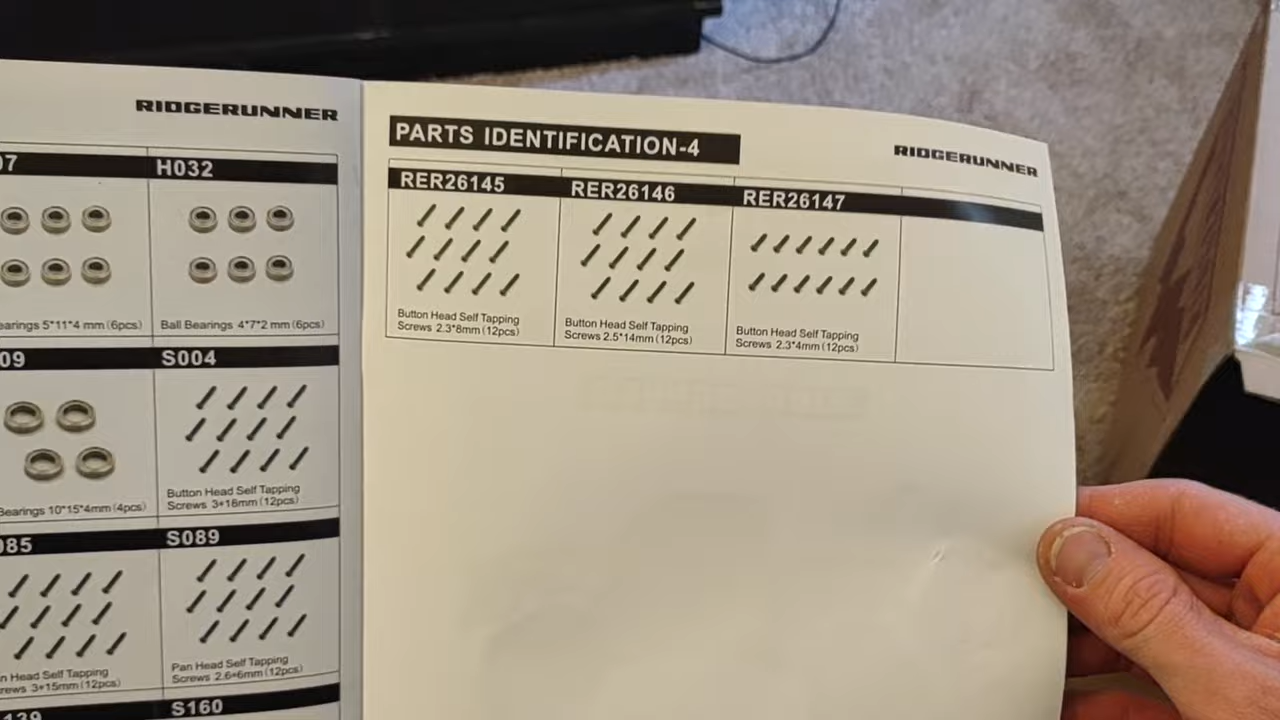 RIDGERUNNER
07
H032
earings 5*11*4 mm (6pcs)
Ball Bearings 4*7*2 mm (6pcs)
09
S004
Bearings 10*15*4mm (4pcs)
Button Head Self Tapping
Screws 3*18mm (12pcs)
085
S089
n Head Self Tapping
rews 3*15mm (12pcs)
Pan Head Self Tapping
Screws 2.6*6mm (12pcs)
139
S160
PARTS IDENTIFICATION-4
RIDGERUNNER
RER26145
RER26146
RER26147
Button Head Self Tapping
Screws 2.3*8mm (12pcs)
Button Head Self Tapping
Screws 2.5*14mm (12pcs)
Button Head Self Tapping
Screws 2.3*4mm (12pcs)